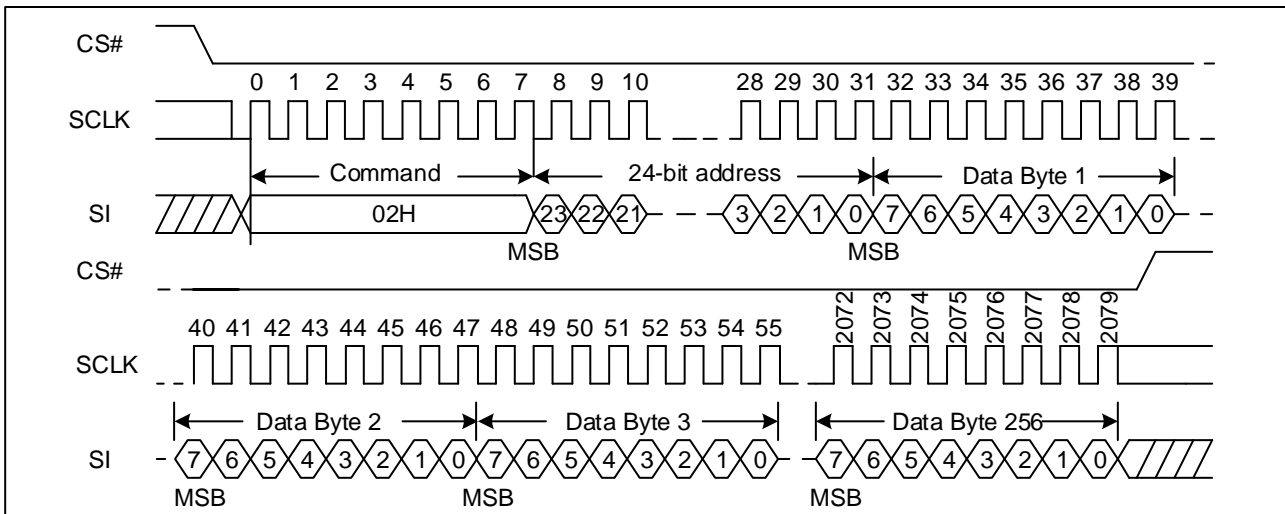 CS#
0 1 2 3 4 5 6 7 8 9 10 28 29 30 31 32 33 34 35 36 37 38 39
SCLK
Command 24-bit address Data Byte 1
SI 02H 23 22 21 3 2 1 0 7 6 5 4 3 2 1 0
MSB MSB
CS#
40 41 42 43 44 45 46 47 48 49 50 51 52 53 54 55 2072 2073 2074 2075 2076 2077 2078 2079
SCLK
Data Byte 2 Data Byte 3 Data Byte 256
SI 7 6 5 4 3 2 1 0 7 6 5 4 3 2 1 0 7 6 5 4 3 2 1 0
MSB MSB MSB